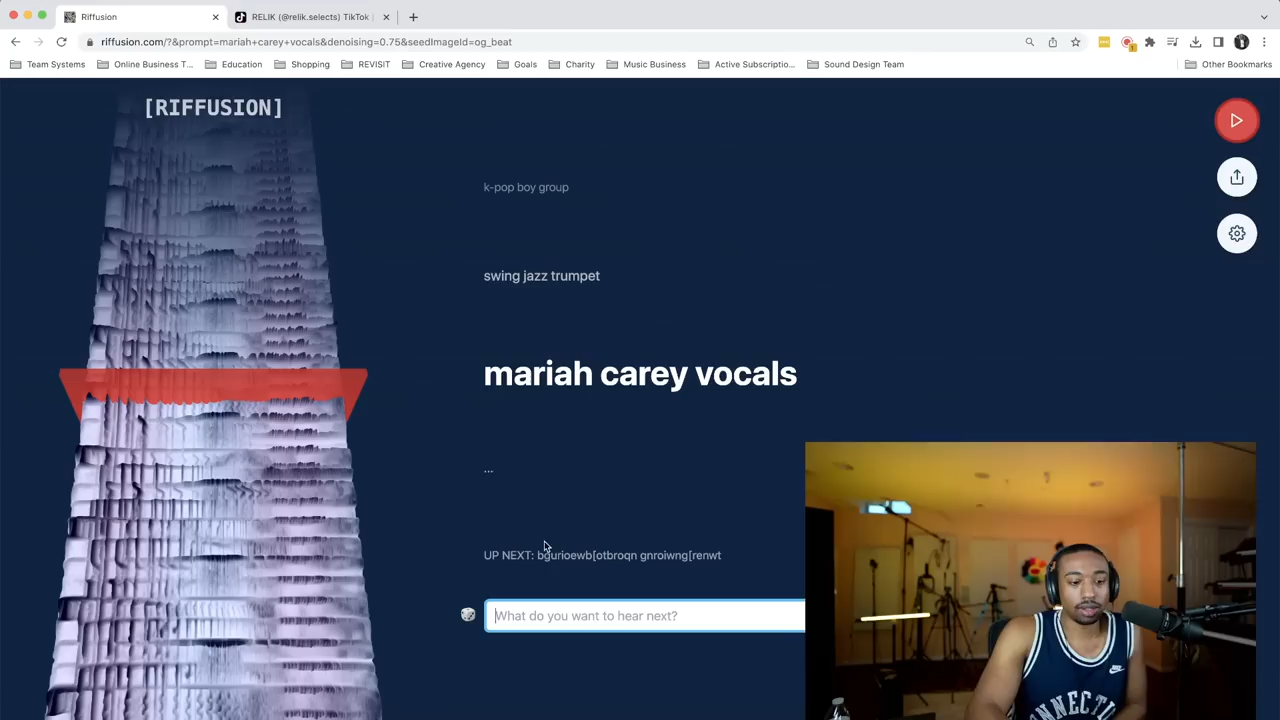 Riffusion
RELIK (@relik.selects) TikTok
riffusion.com/?&prompt=mariah+carey+vocals&denoising=0.75&seedImageId=og_beat
Team Systems
Online Business T...
Education
Shopping
REVISIT
Creative Agency
Goals
Charity
Music Business
Active Subscriptio...
Sound Design Team
Other Bookmarks
[RIFFUSION]
k-pop boy group
swing jazz trumpet
mariah carey vocals
...
UP NEXT: bgurioewb[otbroqn gnroiwng[renwt
What do you want to hear next?